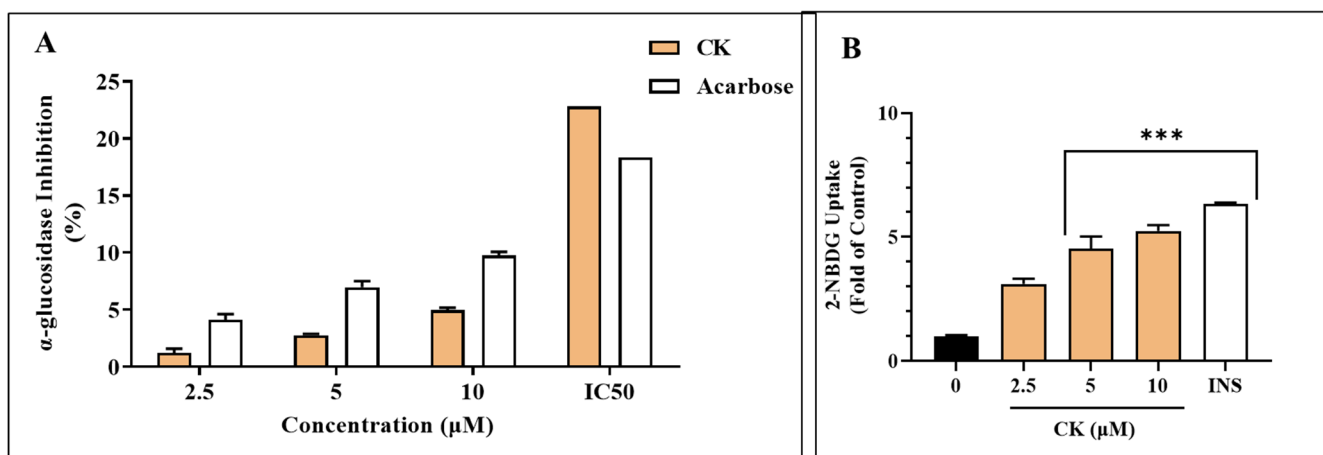 A
CK
Acarbose
α-glucosidase Inhibition
(%)
25
20
15
10
5
0
2.5
5
10
IC50
Concentration (μM)
B
***
2-NBDG Uptake
(Fold of Control)
10
5
0
0
2.5
5
10
INS
CK (μM)